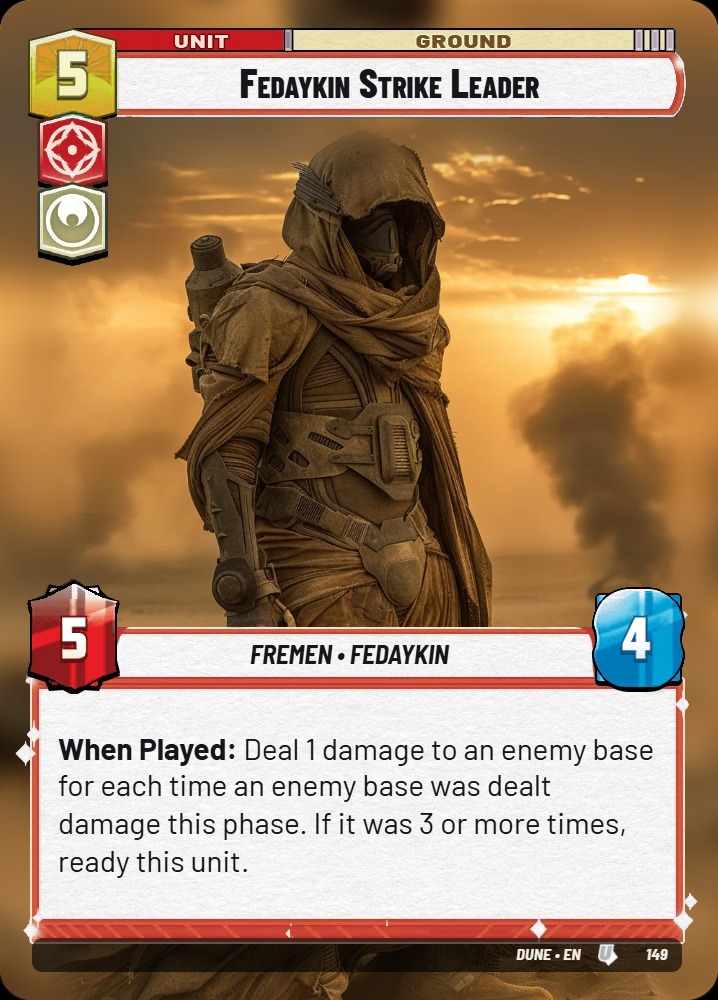 UNIT
GROUND
5
FEDAYKIN STRIKE LEADER
5
FREMEN • FEDAYKIN
4
When Played: Deal 1 damage to an enemy base
for each time an enemy base was dealt
damage this phase. If it was 3 or more times,
ready this unit.
DUNE • EN U 149